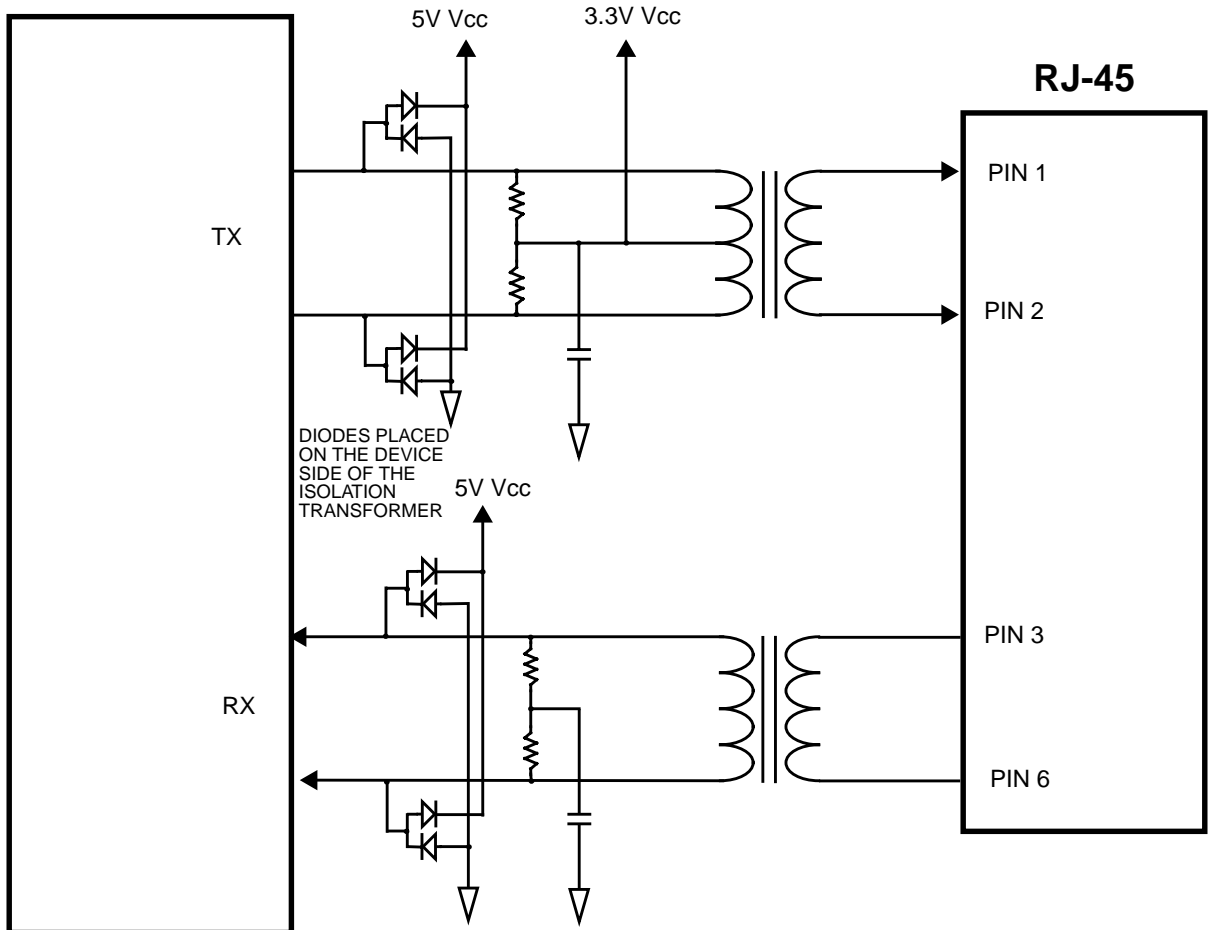 5V Vcc
3.3V Vcc
RJ-45
PIN 1
TX
PIN 2
DIODES PLACED
ON THE DEVICE
SIDE OF THE
ISOLATION
TRANSFORMER
5V Vcc
PIN 3
RX
PIN 6